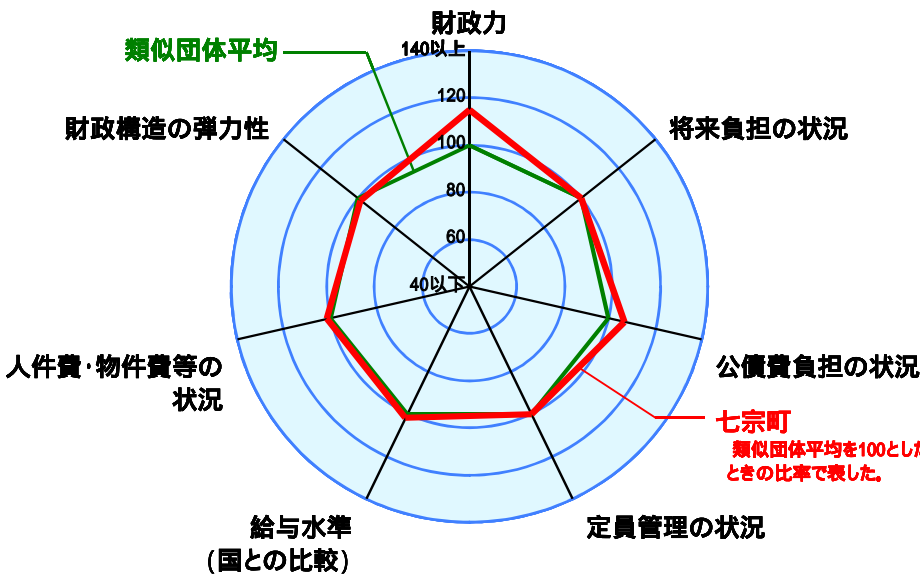 財政力
類似団体平均
140以上
120
財政構造の弾力性
将来負担の状況
100
80
60
40以下
人件費・物件費等の
状況
公債費負担の状況
七宗町
類似団体平均を100とした
ときの比率で表した。
給与水準
(国との比較)
定員管理の状況